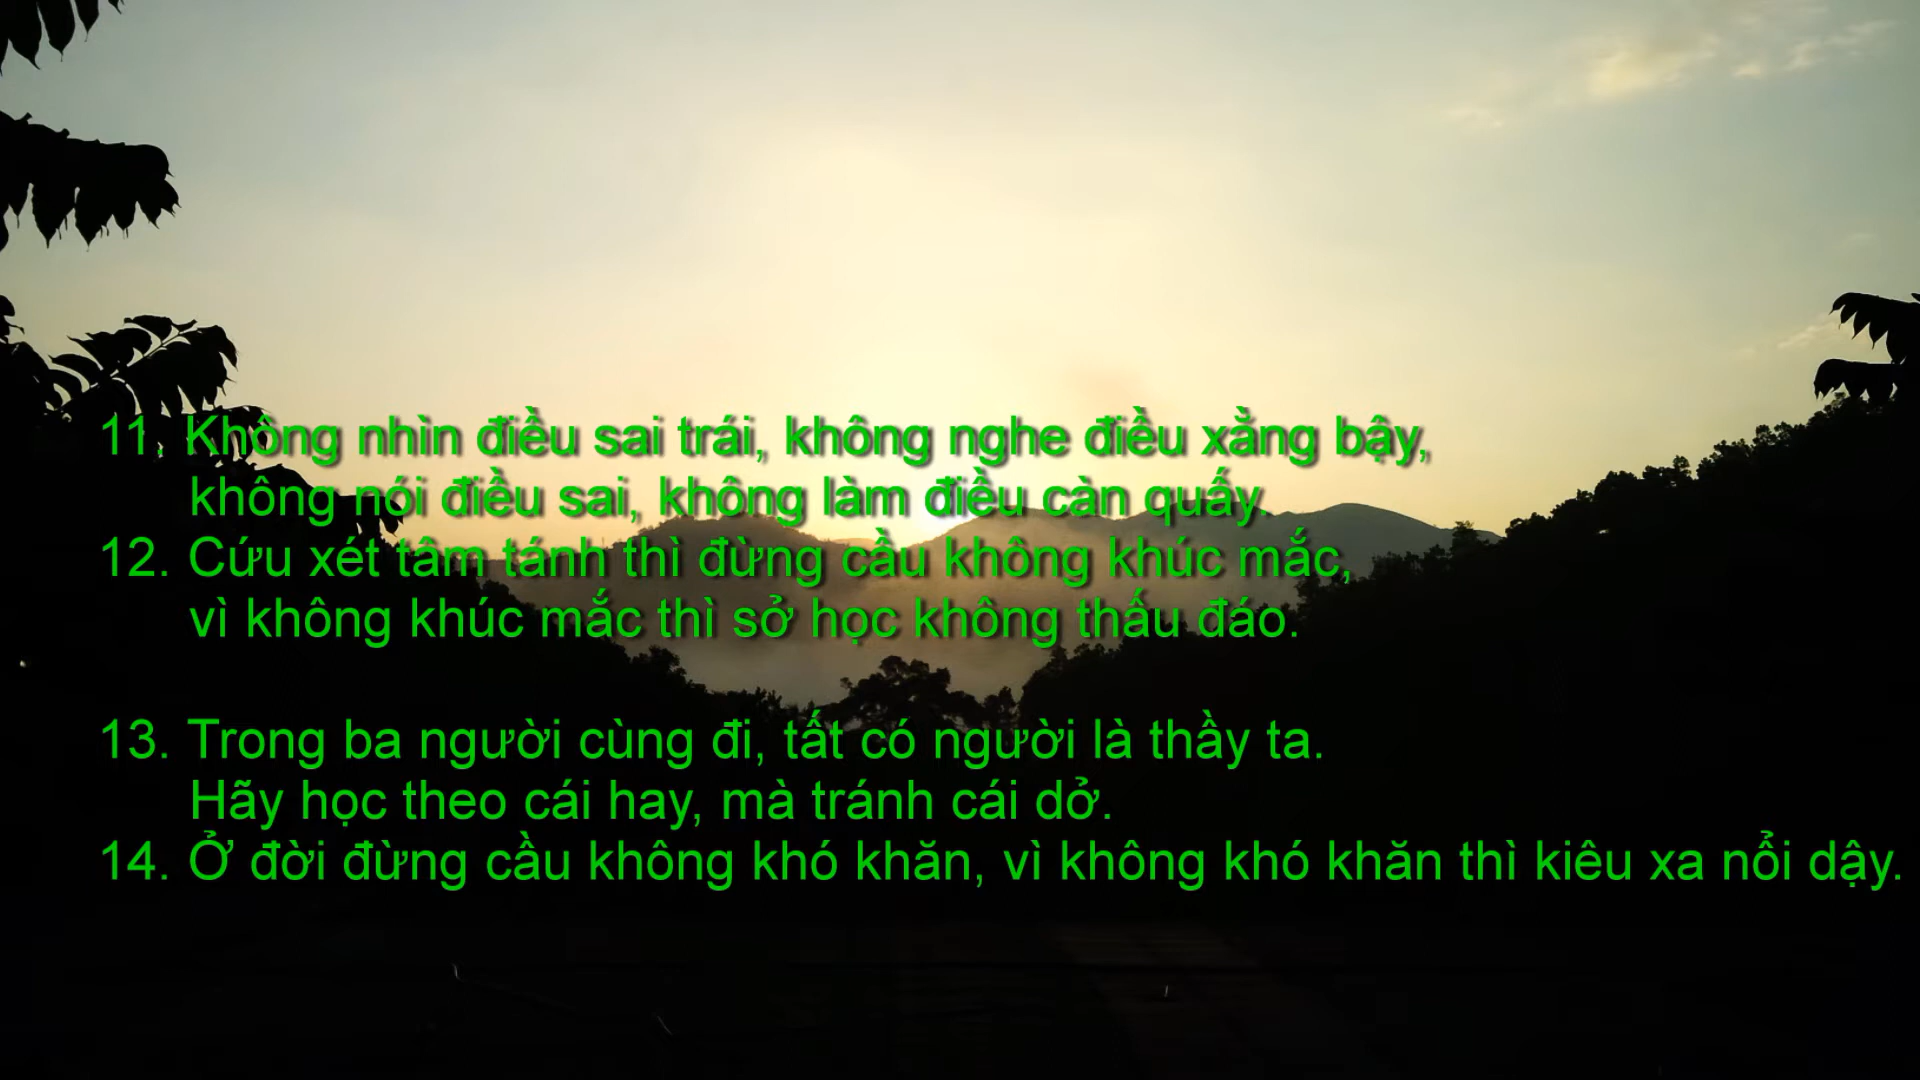 11. Không nhìn điều sai trái, không nghe điều xằng bậy,
không nói điều sai, không làm điều càn quấy.
12. Cứu xét tâm tánh thì đừng cầu không khúc mắc,
vì không khúc mắc thì sở học không thấu đáo.
13. Trong ba người cùng đi, tất có người là thầy ta.
Hãy học theo cái hay, mà tránh cái dở.
14. Ở đời đừng cầu không khó khăn, vì không khó khăn thì kiêu xa nổi dậy.